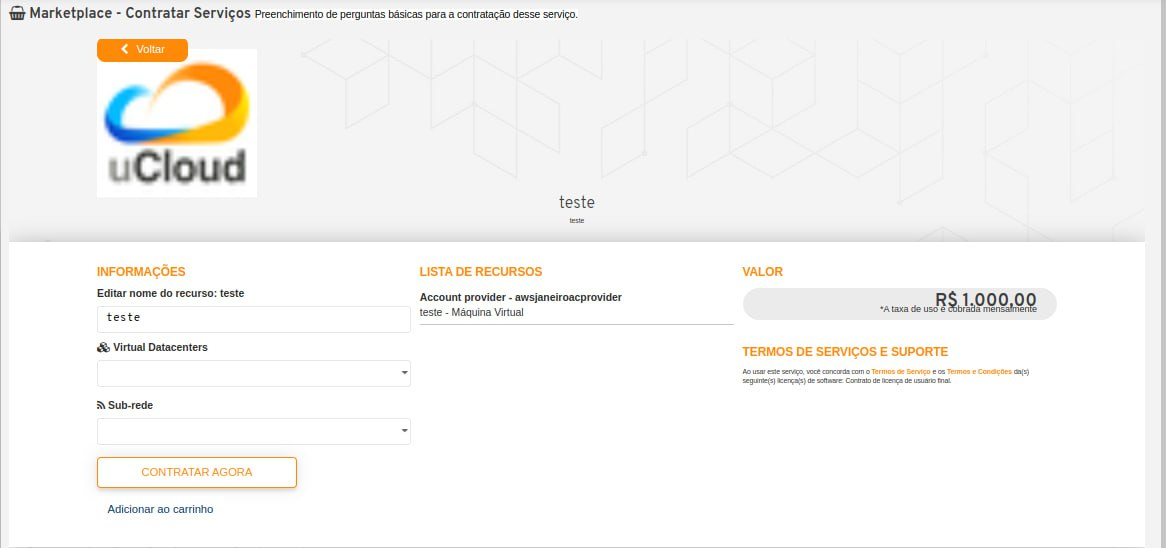 Marketplace - Contratar Serviços Preenchimento de perguntas básicas para a contratação desse serviço.
Voltar
uCloud
teste
teste
INFORMAÇÕES
Editar nome do recurso: teste
teste
Virtual Datacenters
Sub-rede
CONTRATAR AGORA
Adicionar ao carrinho
LISTA DE RECURSOS
Account provider - awsjaneiroacprovider
teste - Máquina Virtual
VALOR
R$ 1.000,00
*A taxa de uso é cobrada mensalmente
TERMOS DE SERVIÇOS E SUPORTE
Ao usar este serviço, você concorda com o Termos de Serviço e os Termos e Condições da(s)
seguinte(s) licença(s) de software: Contrato de licença de usuário final.